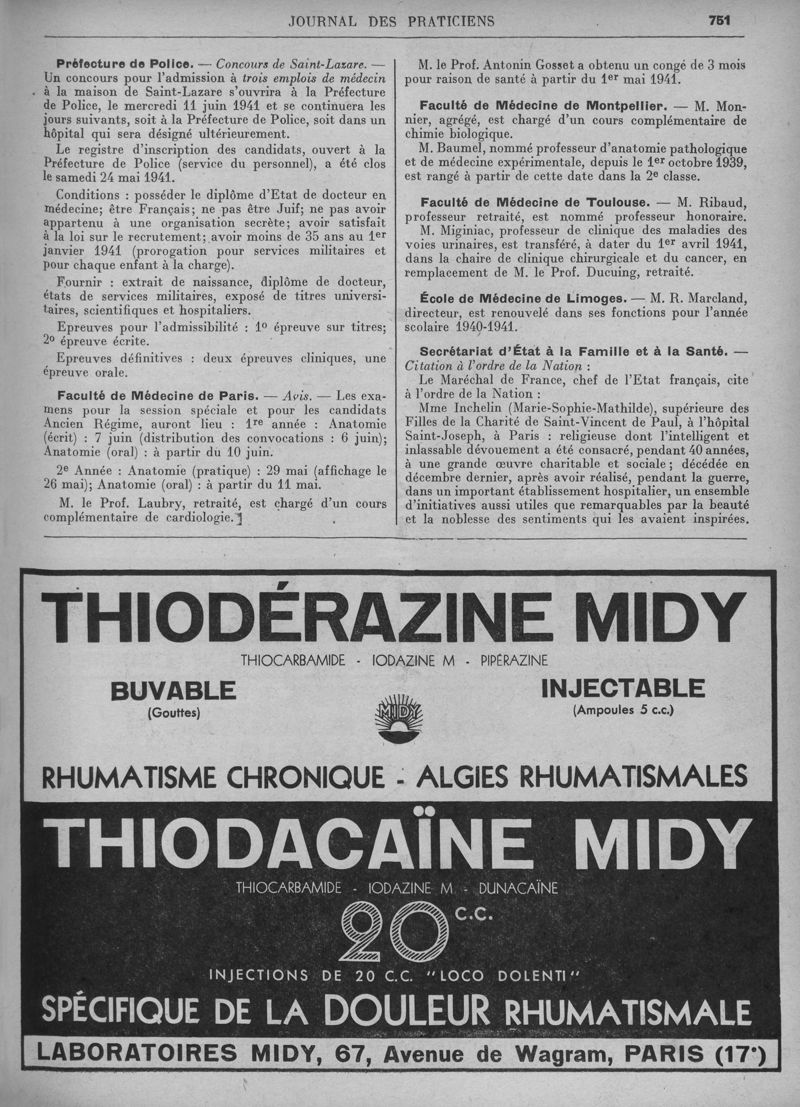 JOURNAL DES PRATICIENS 751
Préfecture de Police. — Concours de Saint-Lazare. —
Un concours pour l'admission à trois emplois de médecin
à la maison de Saint-Lazare s'ouvrira à la Préfecture
de Police, le mercredi 11 juin 1941 et se continuera les
jours suivants, soit à la Préfecture de Police, soit dans un
hôpital qui sera désigné ultérieurement.
Le registre d'inscription des candidats, ouvert à la
Préfecture de Police (service du personnel), a été clos
le samedi 24 mai 1941.
Conditions : posséder le diplôme d'Etat de docteur en
médecine; être Français; ne pas être Juif; ne pas avoir
appartenu à une organisation secrète; avoir satisfait
à la loi sur le recrutement; avoir moins de 35 ans au 1er
janvier 1941 (prorogation pour services militaires et
pour chaque enfant à la charge).
Fournir : extrait de naissance, diplôme de docteur,
états de services militaires, exposé de titres universi-
taires, scientifiques et hospitaliers.
Epreuves pour l'admissibilité : 1º épreuve sur titres;
2º épreuve écrite.
Epreuves définitives : deux épreuves cliniques, une
épreuve orale.
Faculté de Médecine de Paris. — Avis. — Les exa-
mens pour la session spéciale et pour les candidats
Ancien Régime, auront lieu : 1re année : Anatomie
(écrit) : 7 juin (distribution des convocations : 6 juin);
Anatomie (oral) : à partir du 10 juin.
2e Année : Anatomie (pratique) : 29 mai (affichage le
26 mai); Anatomie (oral) : à partir du 11 mai.
M. le Prof. Laubry, retraité, est chargé d'un cours
complémentaire de cardiologie.
M. le Prof. Antonin Gosset a obtenu un congé de 3 mois
pour raison de santé à partir du 1er mai 1941.
Faculté de Médecine de Montpellier. — M. Mon-
nier, agrégé, est chargé d'un cours complémentaire de
chimie biologique.
M. Baumel, nommé professeur d'anatomie pathologique
et de médecine expérimentale, depuis le 1er octobre 1939,
est rangé à partir de cette date dans la 2e classe.
Faculté de Médecine de Toulouse. — M. Ribaud,
professeur retraité, est nommé professeur honoraire.
M. Miginiac, professeur de clinique des maladies des
voies urinaires, est transféré, à dater du 1er avril 1941,
dans la chaire de clinique chirurgicale et du cancer, en
remplacement de M. le Prof. Ducuing, retraité.
École de Médecine de Limoges. — M. R. Marcland,
directeur, est renouvelé dans ses fonctions pour l'année
scolaire 1940-1941.
Secrétariat d'État à la Famille et à la Santé. —
Citation à l'ordre de la Nation :
Le Maréchal de France, chef de l'Etat français, cite
à l'ordre de la Nation :
Mme Inchelin (Marie-Sophie-Mathilde), supérieure des
Filles de la Charité de Saint-Vincent de Paul, à l'hôpital
Saint-Joseph, à Paris : religieuse dont l'intelligent et
inlassable dévouement a été consacré, pendant 40 années,
à une grande œuvre charitable et sociale; décédée en
décembre dernier, après avoir réalisé, pendant la guerre,
dans un important établissement hospitalier, un ensemble
d'initiatives aussi utiles que remarquables par la beauté
et la noblesse des sentiments qui les avaient inspirées.
THIODÉRAZINE MIDY
THIOCARBAMIDE - IODAZINE M - PIPÉRAZINE
BUVABLE
(Gouttes)
MIDY
INJECTABLE
(Ampoules 5 c.c.)
RHUMATISME CHRONIQUE - ALGIES RHUMATISMALES
THIODACAÏNE MIDY
THIOCARBAMIDE - IODAZINE M - DUNACAÏNE
20 C.C.
INJECTIONS DE 20 C.C. "LOCO DOLENTI"
SPÉCIFIQUE DE LA DOULEUR RHUMATISMALE
LABORATOIRES MIDY, 67, Avenue de Wagram, PARIS (17e)